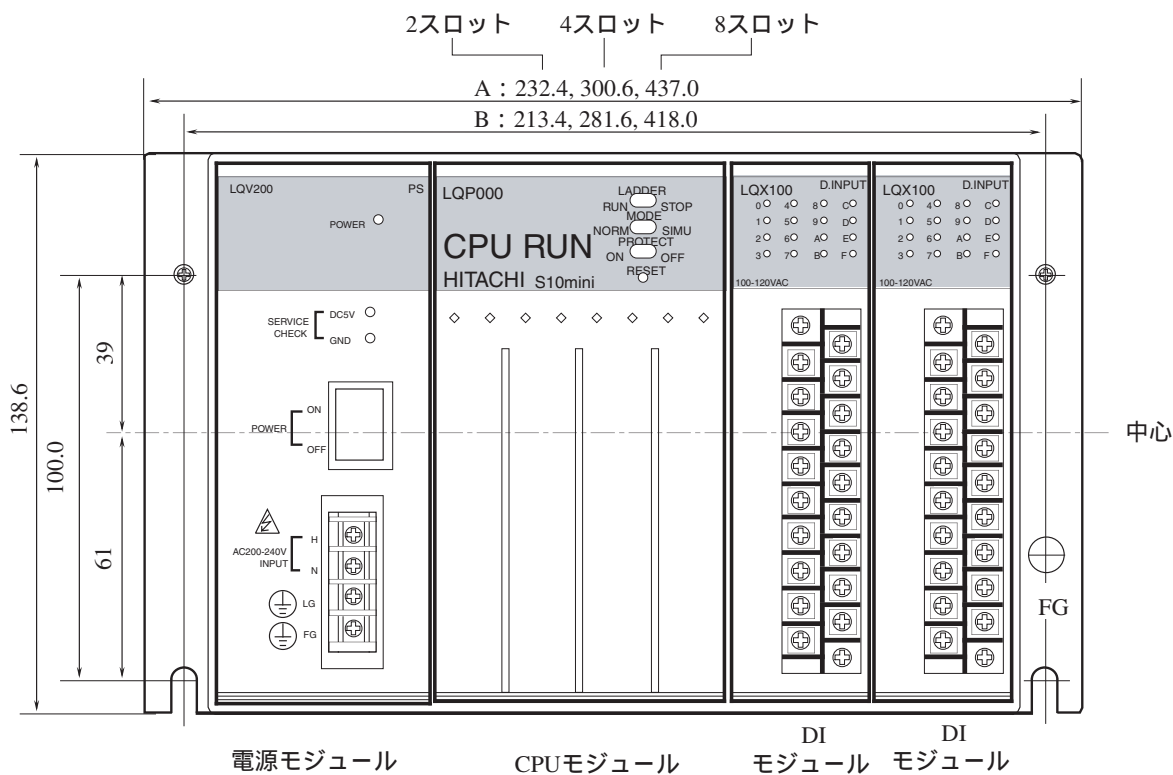 2スロット 4スロット 8スロット
A：232.4, 300.6, 437.0
B：213.4, 281.6, 418.0
LQV200 PS
POWER
SERVICE CHECK
DC5V
GND
POWER
ON
OFF
AC200-240V
INPUT
H
N
LG
FG
LQP000
LADDER
RUN STOP
MODE
NORM SIMU
PROTECT
ON OFF
RESET
CPU RUN
HITACHI S10mini
LQX100 D.INPUT
0 4 8 C
1 5 9 D
2 6 A E
3 7 B F
100-120VAC
LQX100 D.INPUT
0 4 8 C
1 5 9 D
2 6 A E
3 7 B F
100-120VAC
138.6
100.0
39
61
中心
FG
電源モジュール
CPUモジュール
DI
モジュール
DI
モジュール